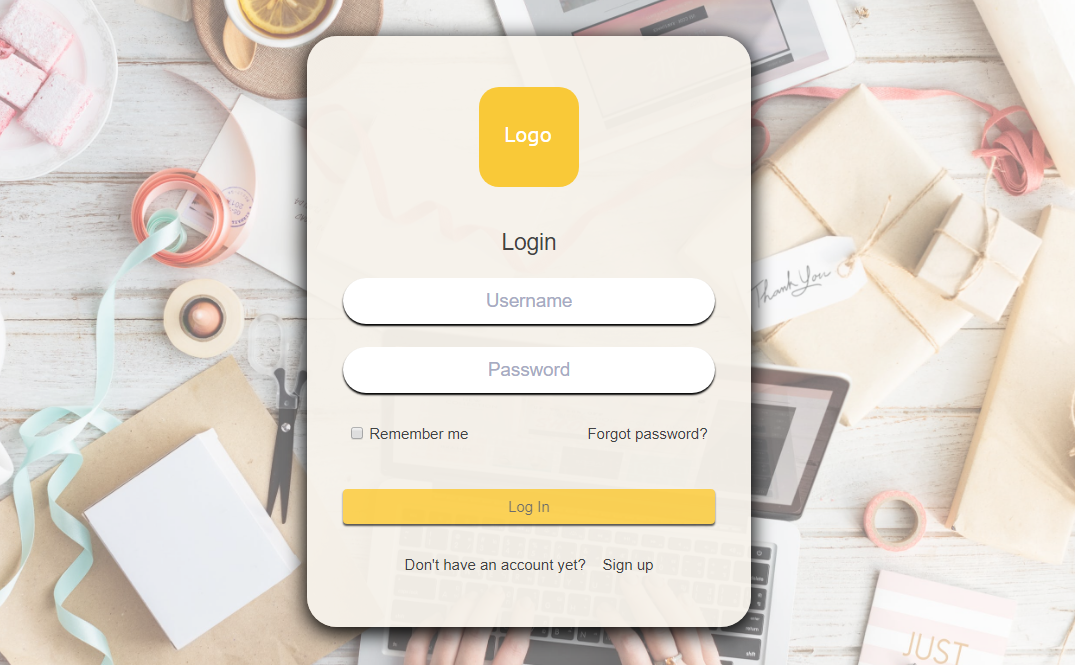 Logo
Login
Username
Password
Remember me
Forgot password?
Log In
Don't have an account yet? Sign up
Thank You
JUST